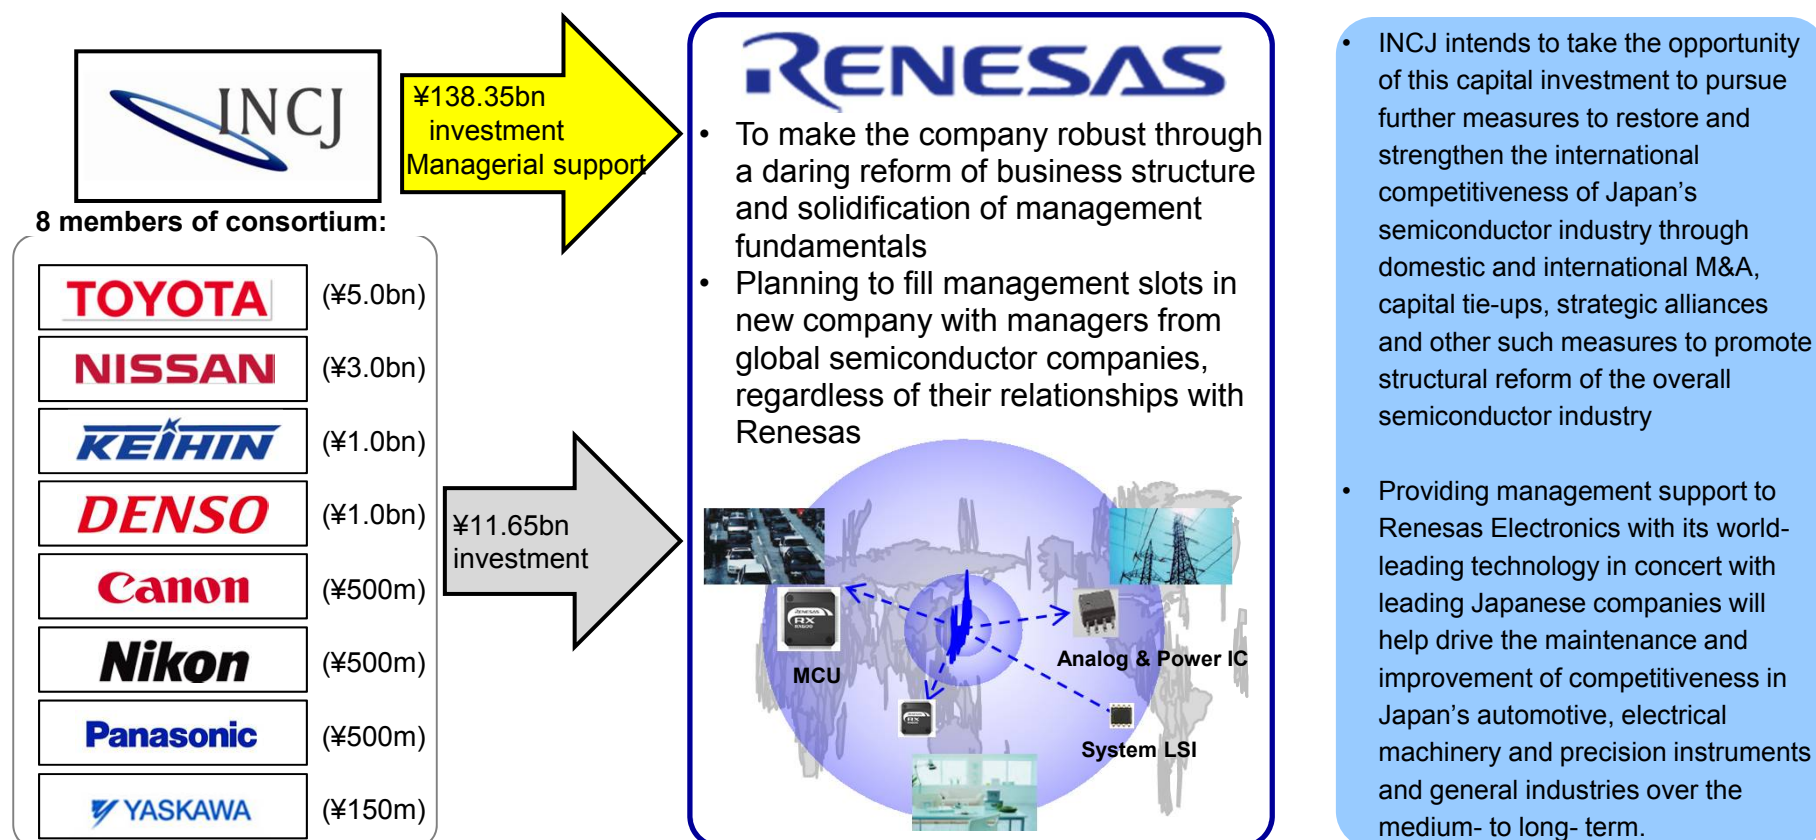 INCJ
¥138.35bn
investment
Managerial support
8 members of consortium:
TOYOTA (¥5.0bn)
NISSAN (¥3.0bn)
KEIHIN (¥1.0bn)
DENSO (¥1.0bn)
Canon (¥500m)
Nikon (¥500m)
Panasonic (¥500m)
YASKAWA (¥150m)
¥11.65bn
investment
RENESAS
• To make the company robust through
a daring reform of business structure
and solidification of management
fundamentals
• Planning to fill management slots in
new company with managers from
global semiconductor companies,
regardless of their relationships with
Renesas
RENESAS
RX
MCU
Analog & Power IC
RX
System LSI
• INCJ intends to take the opportunity
of this capital investment to pursue
further measures to restore and
strengthen the international
competitiveness of Japan’s
semiconductor industry through
domestic and international M&A,
capital tie-ups, strategic alliances
and other such measures to promote
structural reform of the overall
semiconductor industry
• Providing management support to
Renesas Electronics with its world-
leading technology in concert with
leading Japanese companies will
help drive the maintenance and
improvement of competitiveness in
Japan’s automotive, electrical
machinery and precision instruments
and general industries over the
medium- to long- term.